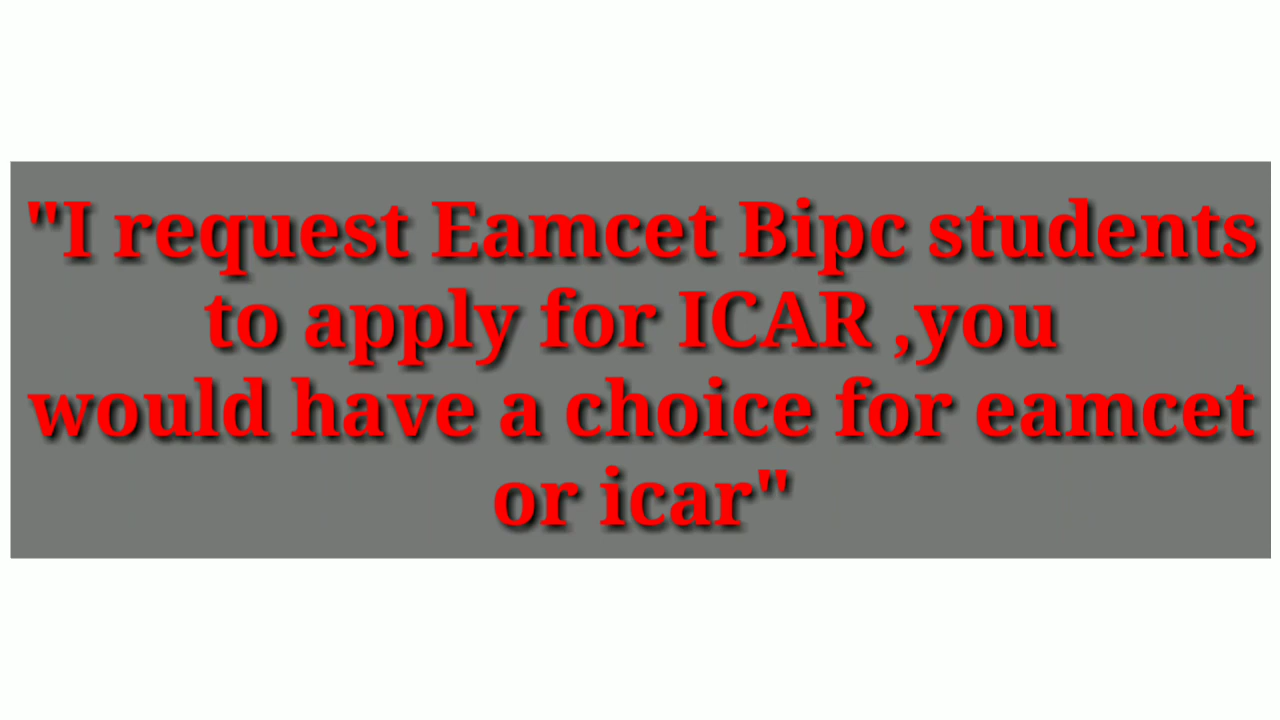 "I request Eamcet Bipc students
to apply for ICAR ,you
would have a choice for eamcet
or icar"